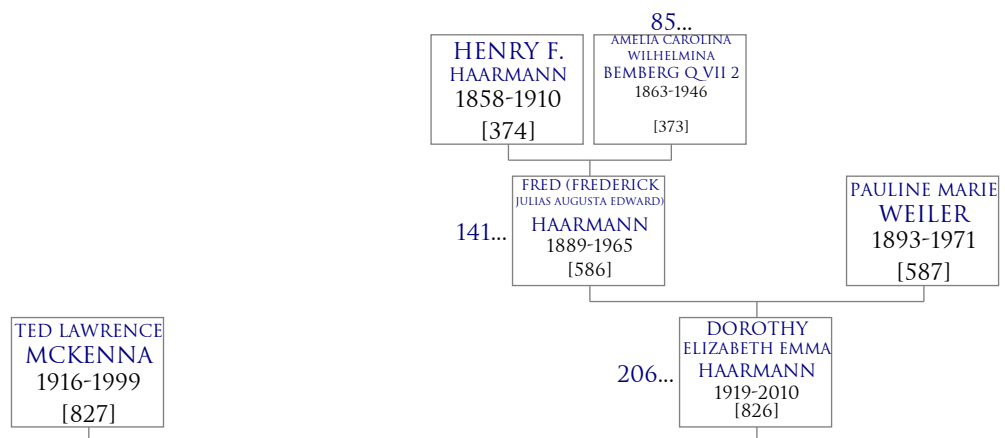 85...
HENRY F.
HAARMANN
1858-1910
[374]
AMELIA CAROLINA
WILHELMINA
BEMBERG Q VII 2
1863-1946
[373]
141...
FRED (FREDERICK
JULIAS AUGUSTA EDWARD)
HAARMANN
1889-1965
[586]
PAULINE MARIE
WEILER
1893-1971
[587]
TED LAWRENCE
MCKENNA
1916-1999
[827]
206...
DOROTHY
ELIZABETH EMMA
HAARMANN
1919-2010
[826]